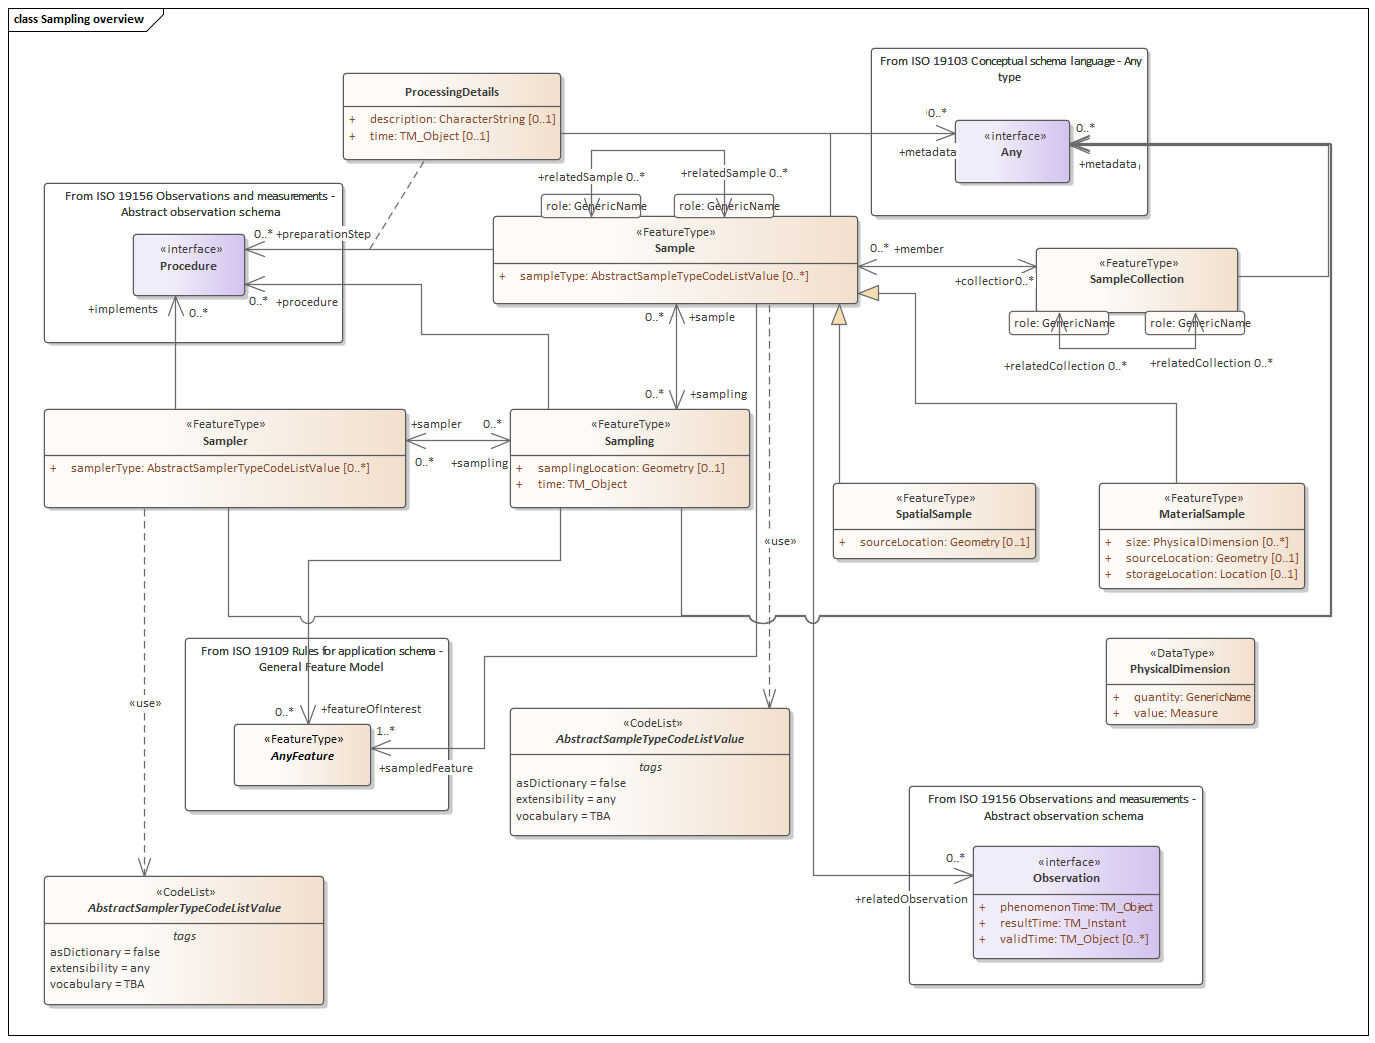 class Sampling overview
From ISO 19103 Conceptual schema language - Any
type
ProcessingDetails
+ description: CharacterString [0..1]
+ time: TM_Object [0..1]
0..*
+metadata
«interface»
Any
0..*
+metadata
+relatedSample 0..*
+relatedSample 0..*
role: GenericName
role: GenericName
From ISO 19156 Observations and measurements -
Abstract observation schema
«interface»
Procedure
0..* +preparationStep
0..* +procedure
+implements
0..*
«FeatureType»
Sample
+ sampleType: AbstractSampleTypeCodeListValue [0..*]
0..* +member
+collection 0..*
«FeatureType»
SampleCollection
role: GenericName
role: GenericName
+relatedCollection 0..*
+relatedCollection 0..*
0..* +sample
0..* +sampling
«FeatureType»
Sampler
+ samplerType: AbstractSamplerTypeCodeListValue [0..*]
+sampler 0..*
0..* +sampling
«FeatureType»
Sampling
+ samplingLocation: Geometry [0..1]
+ time: TM_Object
«use»
«FeatureType»
SpatialSample
+ sourceLocation: Geometry [0..1]
«FeatureType»
MaterialSample
+ size: PhysicalDimension [0..*]
+ sourceLocation: Geometry [0..1]
+ storageLocation: Location [0..1]
From ISO 19109 Rules for application schema -
General Feature Model
0..* +featureOfInterest
«FeatureType»
AnyFeature
1..*
+sampledFeature
«use»
«DataType»
PhysicalDimension
+ quantity: GenericName
+ value: Measure
«CodeList»
AbstractSampleTypeCodeListValue
tags
asDictionary = false
extensibility = any
vocabulary = TBA
From ISO 19156 Observations and measurements -
Abstract observation schema
0..*
+relatedObservation
«interface»
Observation
+ phenomenonTime: TM_Object
+ resultTime: TM_Instant
+ validTime: TM_Object [0..*]
«CodeList»
AbstractSamplerTypeCodeListValue
tags
asDictionary = false
extensibility = any
vocabulary = TBA